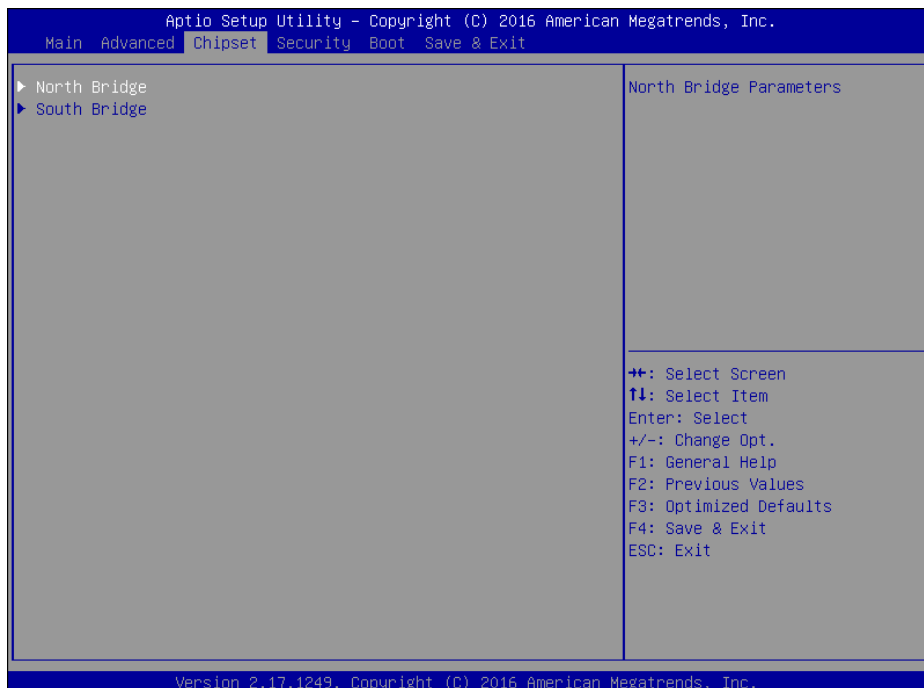 Aptio Setup Utility – Copyright (C) 2016 American Megatrends, Inc.
Main Advanced Chipset Security Boot Save & Exit
▶ North Bridge
▶ South Bridge
North Bridge Parameters
→←: Select Screen
↑↓: Select Item
Enter: Select
+/-: Change Opt.
F1: General Help
F2: Previous Values
F3: Optimized Defaults
F4: Save & Exit
ESC: Exit
Version 2.17.1249. Copyright (C) 2016 American Megatrends, Inc.